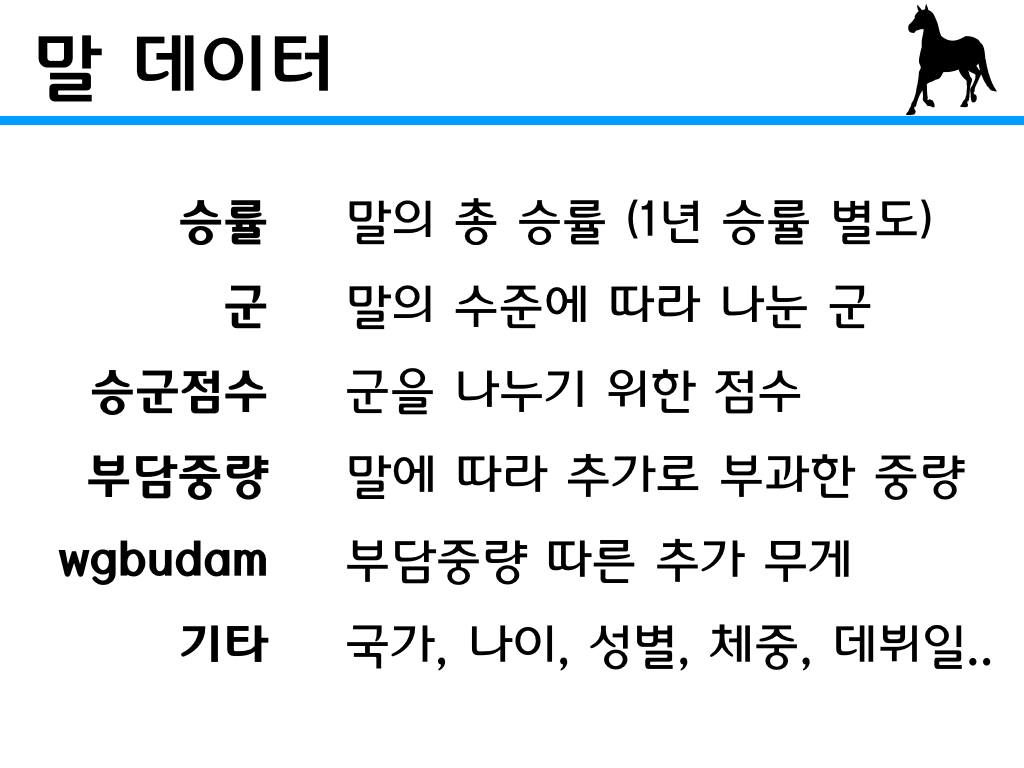 말 데이터
승률 말의 총 승률 (1년 승률 별도)
군 말의 수준에 따라 나눈 군
승군점수 군을 나누기 위한 점수
부담중량 말에 따라 추가로 부과한 중량
wgbudam 부담중량 따른 추가 무게
기타 국가, 나이, 성별, 체중, 데뷔일..